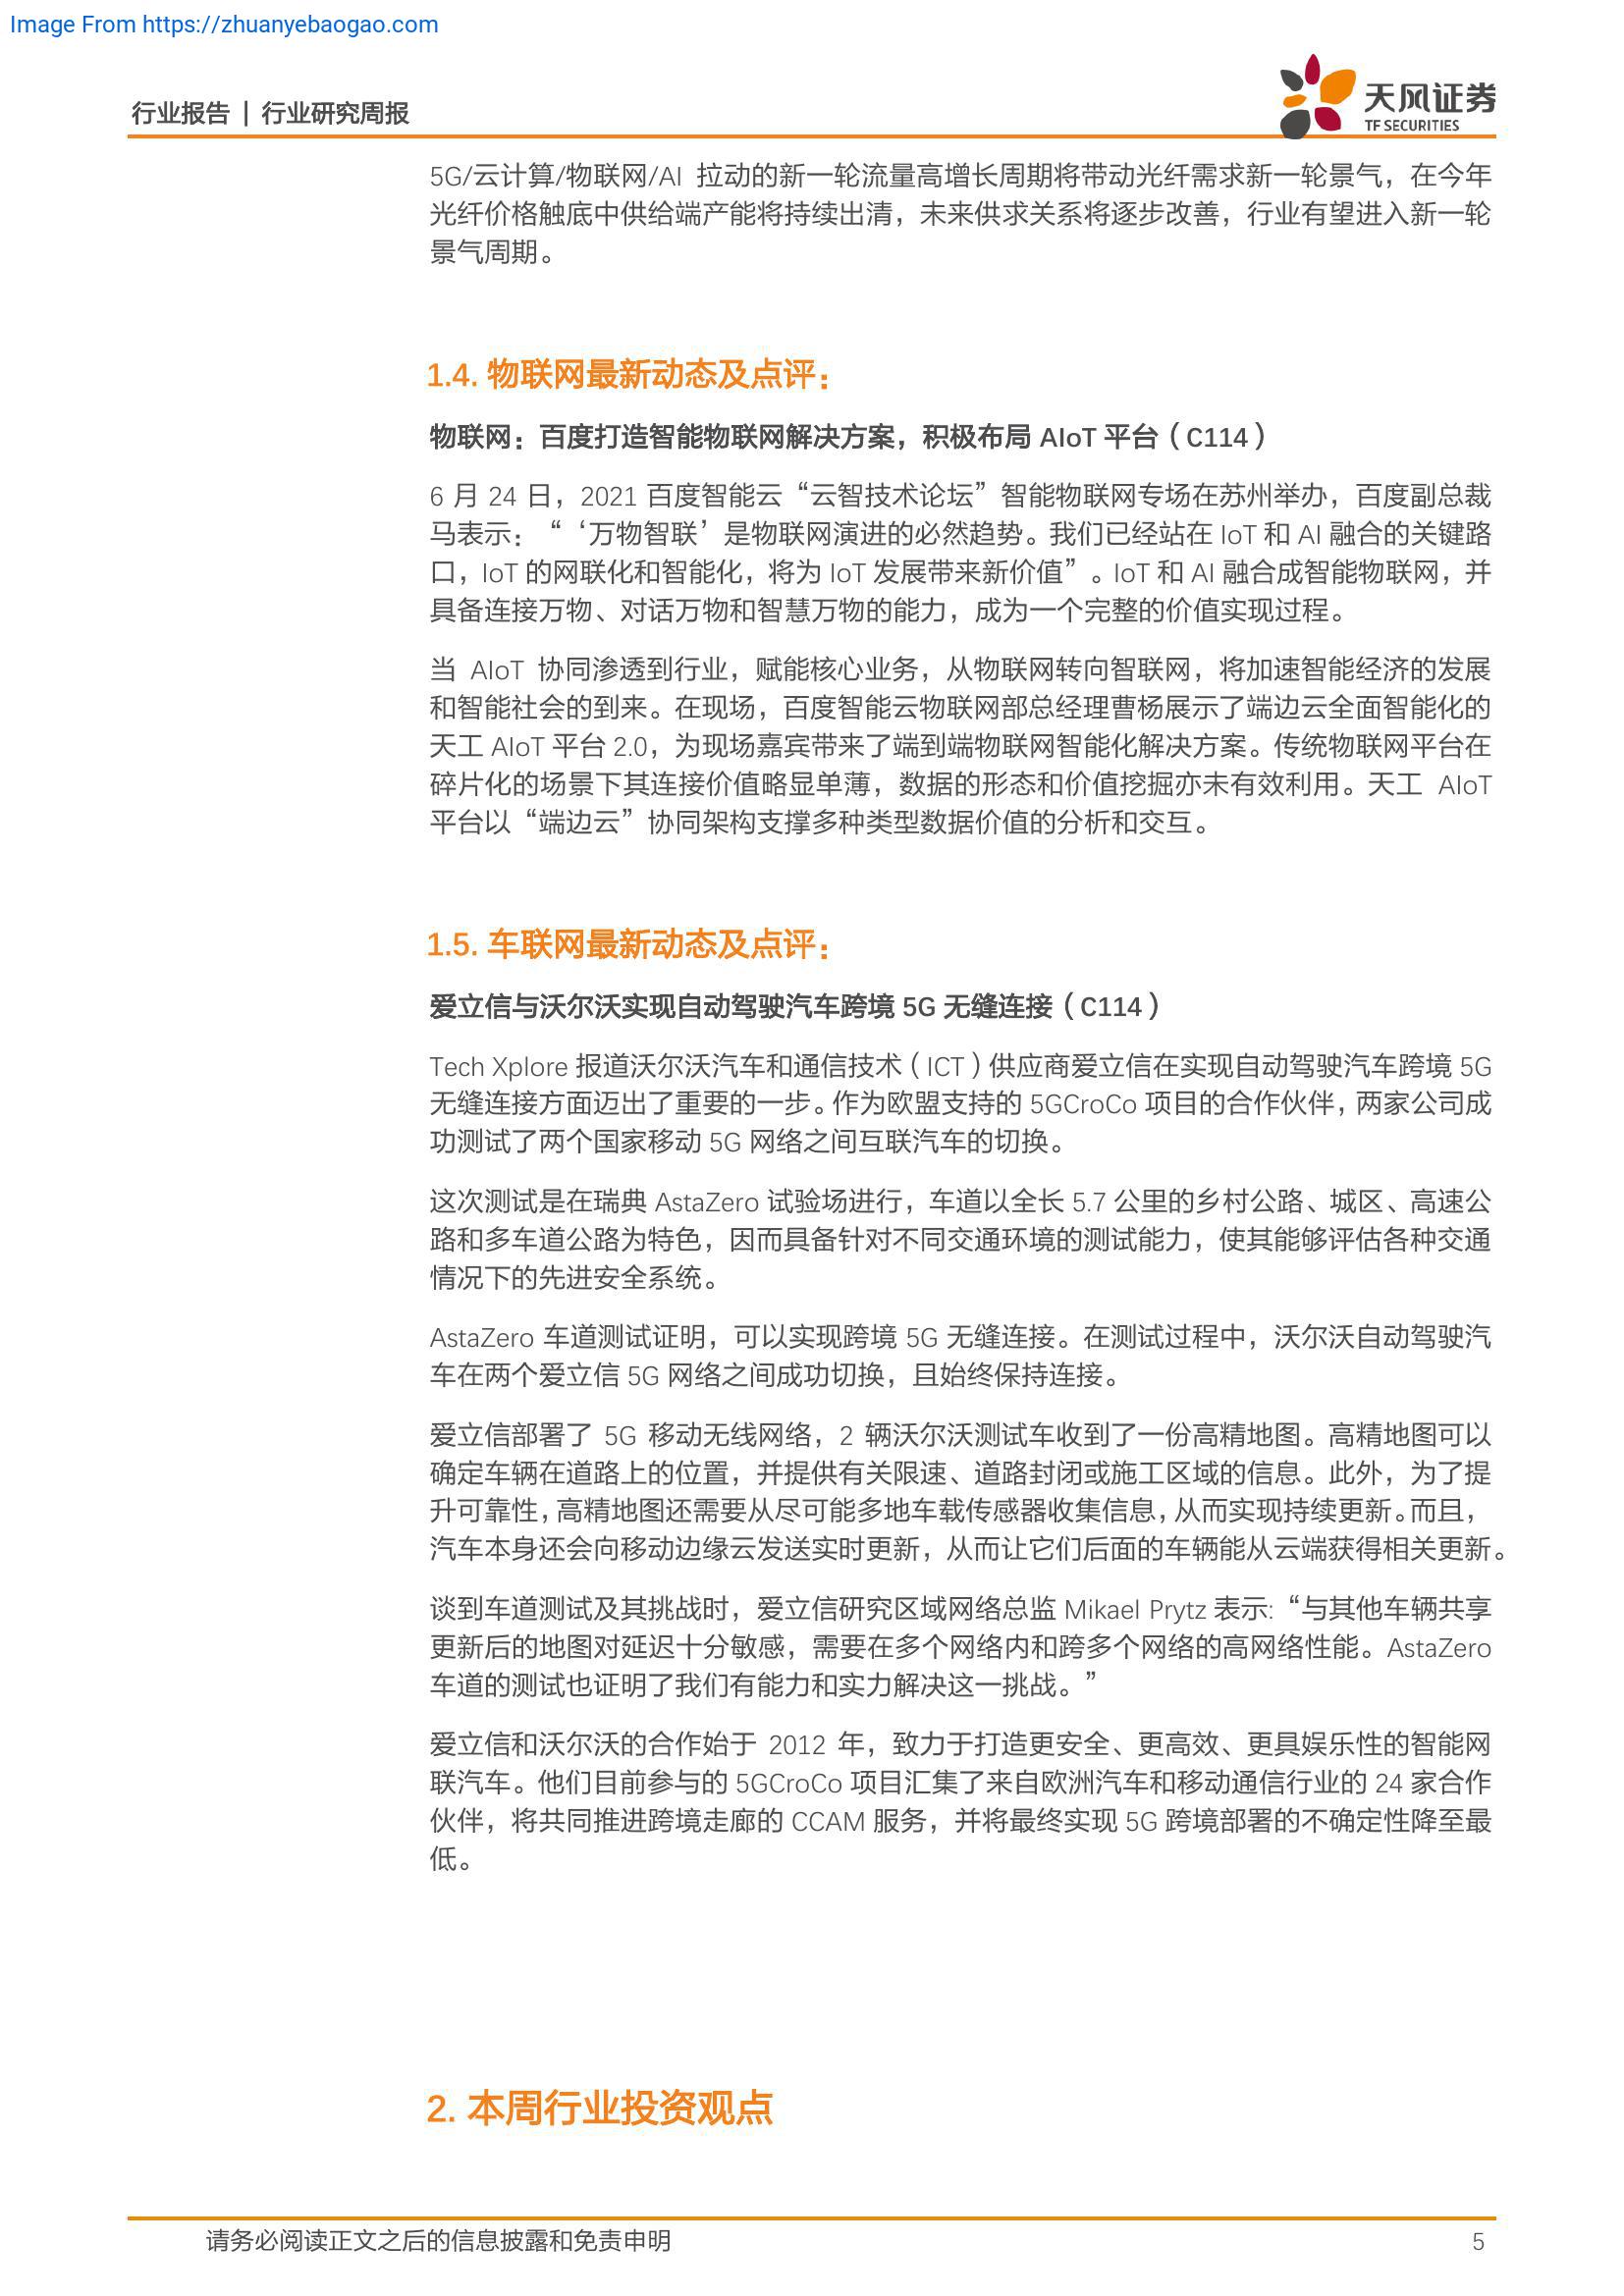 Image From https://zhuanyebaogao.com
行业报告 | 行业研究周报
天风证券
TF SECURITIES
5G/云计算/物联网/AI 拉动的新一轮流量高增长周期将带动光纤需求新一轮景气，在今年
光纤价格触底中供给端产能将持续出清，未来供求关系将逐步改善，行业有望进入新一轮
景气周期。
1.4. 物联网最新动态及点评：
物联网：百度打造智能物联网解决方案，积极布局 AIoT 平台（C114）
6 月 24 日，2021 百度智能云“云智技术论坛”智能物联网专场在苏州举办，百度副总裁
马表示：“‘万物智联’是物联网演进的必然趋势。我们已经站在 IoT 和 AI 融合的关键路
口，IoT 的网联化和智能化，将为 IoT 发展带来新价值”。IoT 和 AI 融合成智能物联网，并
具备连接万物、对话万物和智慧万物的能力，成为一个完整的价值实现过程。
当 AIoT 协同渗透到行业，赋能核心业务，从物联网转向智联网，将加速智能经济的发展
和智能社会的到来。在现场，百度智能云物联网部总经理曹杨展示了端边云全面智能化的
天工 AIoT 平台 2.0，为现场嘉宾带来了端到端物联网智能化解决方案。传统物联网平台在
碎片化的场景下其连接价值略显单薄，数据的形态和价值挖掘亦未有效利用。天工 AIoT
平台以“端边云”协同架构支撑多种类型数据价值的分析和交互。
1.5. 车联网最新动态及点评：
爱立信与沃尔沃实现自动驾驶汽车跨境 5G 无缝连接（C114）
Tech Xplore 报道沃尔沃汽车和通信技术（ICT）供应商爱立信在实现自动驾驶汽车跨境 5G
无缝连接方面迈出了重要的一步。作为欧盟支持的 5GCroCo 项目的合作伙伴，两家公司成
功测试了两个国家移动 5G 网络之间互联汽车的切换。
这次测试是在瑞典 AstaZero 试验场进行，车道以全长 5.7 公里的乡村公路、城区、高速公
路和多车道公路为特色，因而具备针对不同交通环境的测试能力，使其能够评估各种交通
情况下的先进安全系统。
AstaZero 车道测试证明，可以实现跨境 5G 无缝连接。在测试过程中，沃尔沃自动驾驶汽
车在两个爱立信 5G 网络之间成功切换，且始终保持连接。
爱立信部署了 5G 移动无线网络，2 辆沃尔沃测试车收到了一份高精地图。高精地图可以
确定车辆在道路上的位置，并提供有关限速、道路封闭或施工区域的信息。此外，为了提
升可靠性，高精地图还需要从尽可能多地车载传感器收集信息，从而实现持续更新。而且，
汽车本身还会向移动边缘云发送实时更新，从而让它们后面的车辆能从云端获得相关更新。
谈到车道测试及其挑战时，爱立信研究区域网络总监 Mikael Prytz 表示:“与其他车辆共享
更新后的地图对延迟十分敏感，需要在多个网络内和跨多个网络的高网络性能。AstaZero
车道的测试也证明了我们有能力和实力解决这一挑战。”
爱立信和沃尔沃的合作始于 2012 年，致力于打造更安全、更高效、更具娱乐性的智能网
联汽车。他们目前参与的 5GCroCo 项目汇集了来自欧洲汽车和移动通信行业的 24 家合作
伙伴，将共同推进跨境走廊的 CCAM 服务，并将最终实现 5G 跨境部署的不确定性降至最
低。
2. 本周行业投资观点
请务必阅读正文之后的信息披露和免责申明
5